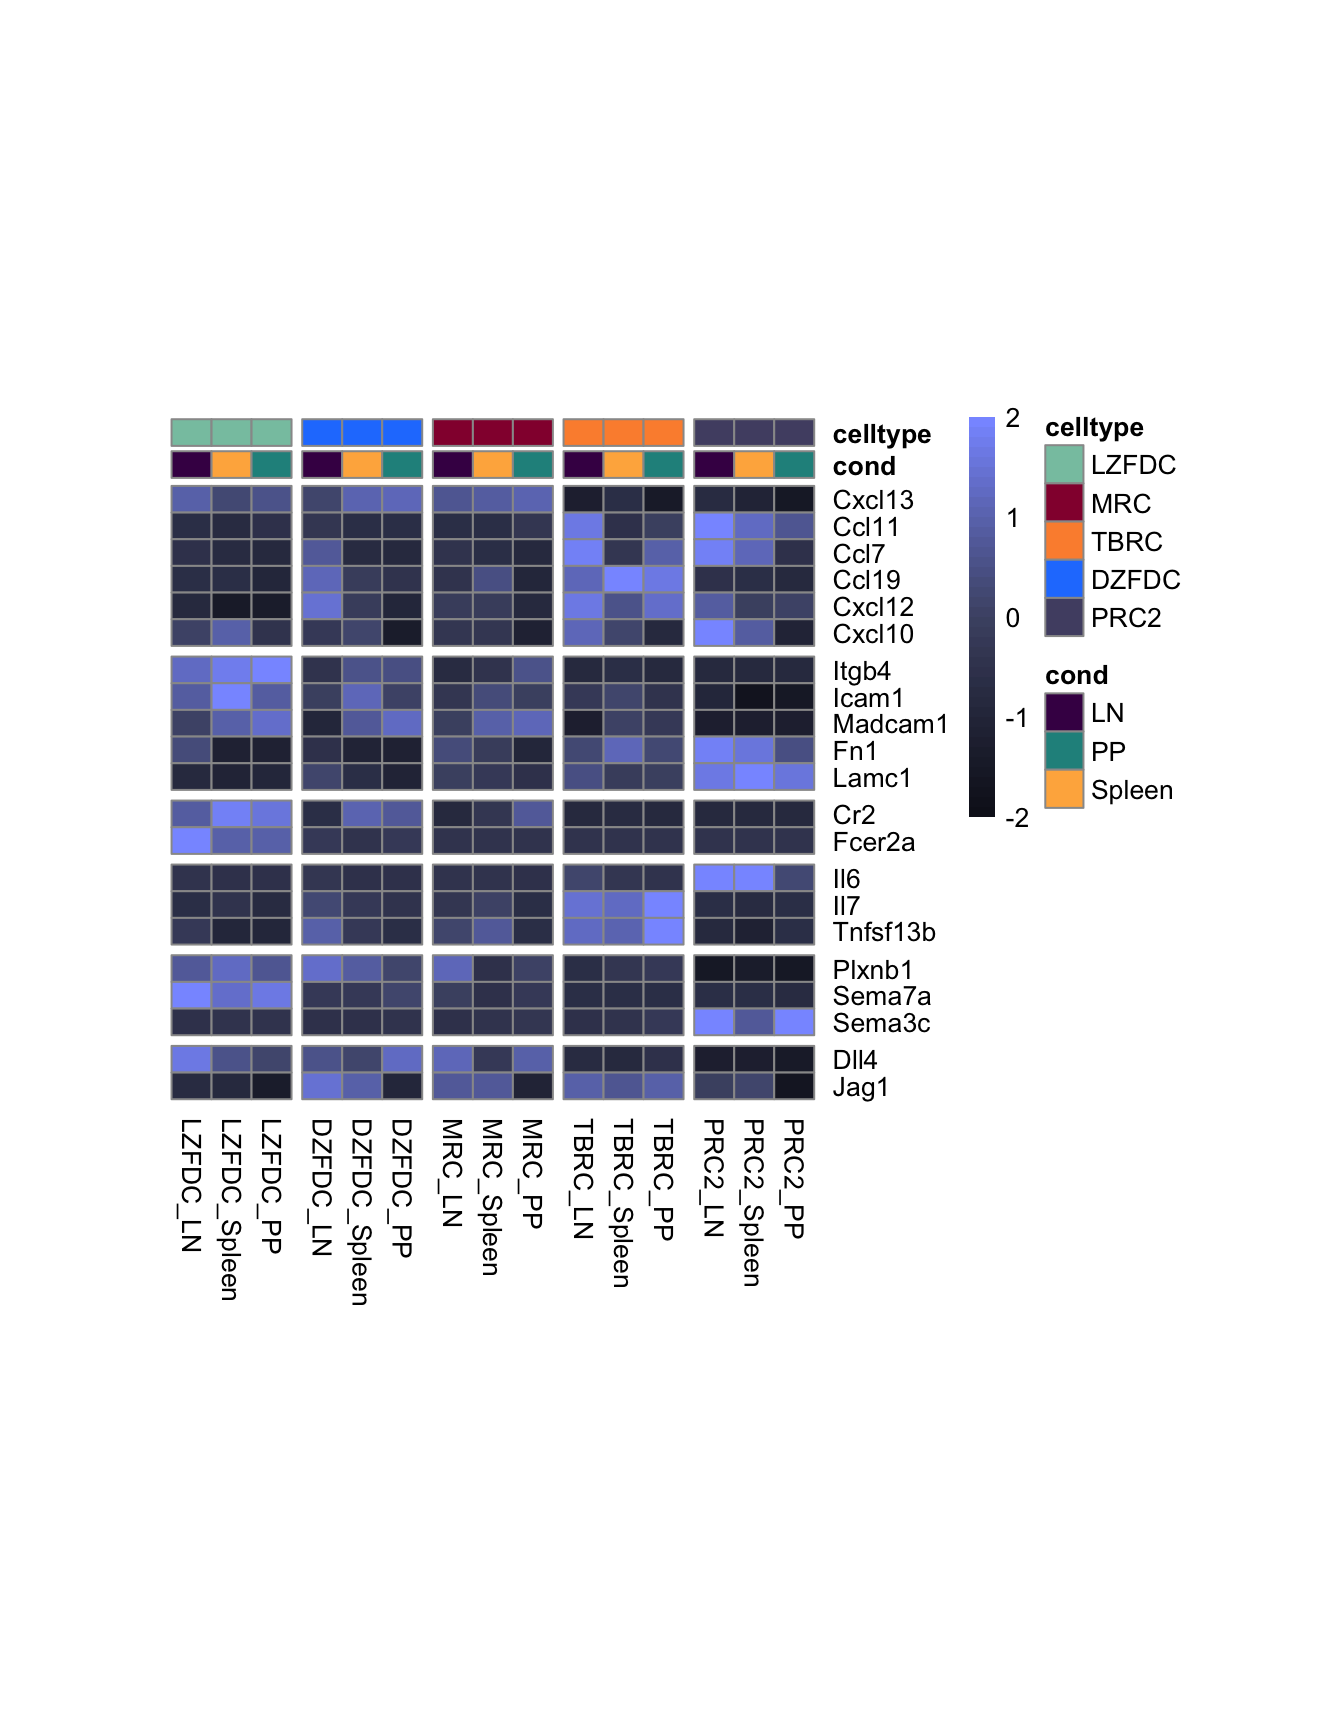 celltype
cond
Cxcl13
Ccl11
Ccl7
Ccl19
Cxcl12
Cxcl10
Itgb4
Icam1
Madcam1
Fn1
Lamc1
Cr2
Fcer2a
Il6
Il7
Tnfsf13b
Plxnb1
Sema7a
Sema3c
Dll4
Jag1
LZFDC_LN
LZFDC_Spleen
LZFDC_PP
DZFDC_LN
DZFDC_Spleen
DZFDC_PP
MRC_LN
MRC_Spleen
MRC_PP
TBRC_LN
TBRC_Spleen
TBRC_PP
PRC2_LN
PRC2_Spleen
PRC2_PP
2
1
0
-1
-2
celltype
LZFDC
MRC
TBRC
DZFDC
PRC2
cond
LN
PP
Spleen